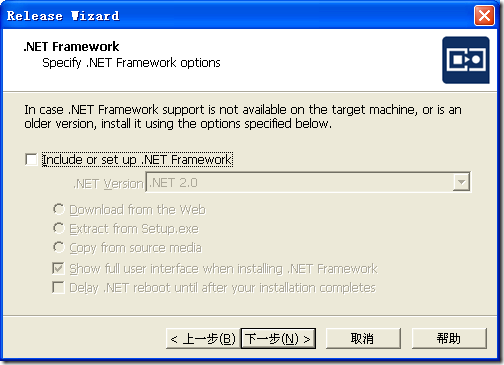 Release Wizard
.NET Framework
Specify .NET Framework options
In case .NET Framework support is not available on the target machine, or is an
older version, install it using the options specified below.
Include or set up .NET Framework
.NET Version .NET 2.0
Download from the Web
Extract from Setup.exe
Copy from source media
Show full user interface when installing .NET Framework
Delay .NET reboot until after your installation completes
< 上一步(B) 下一步(N) > 取消 帮助